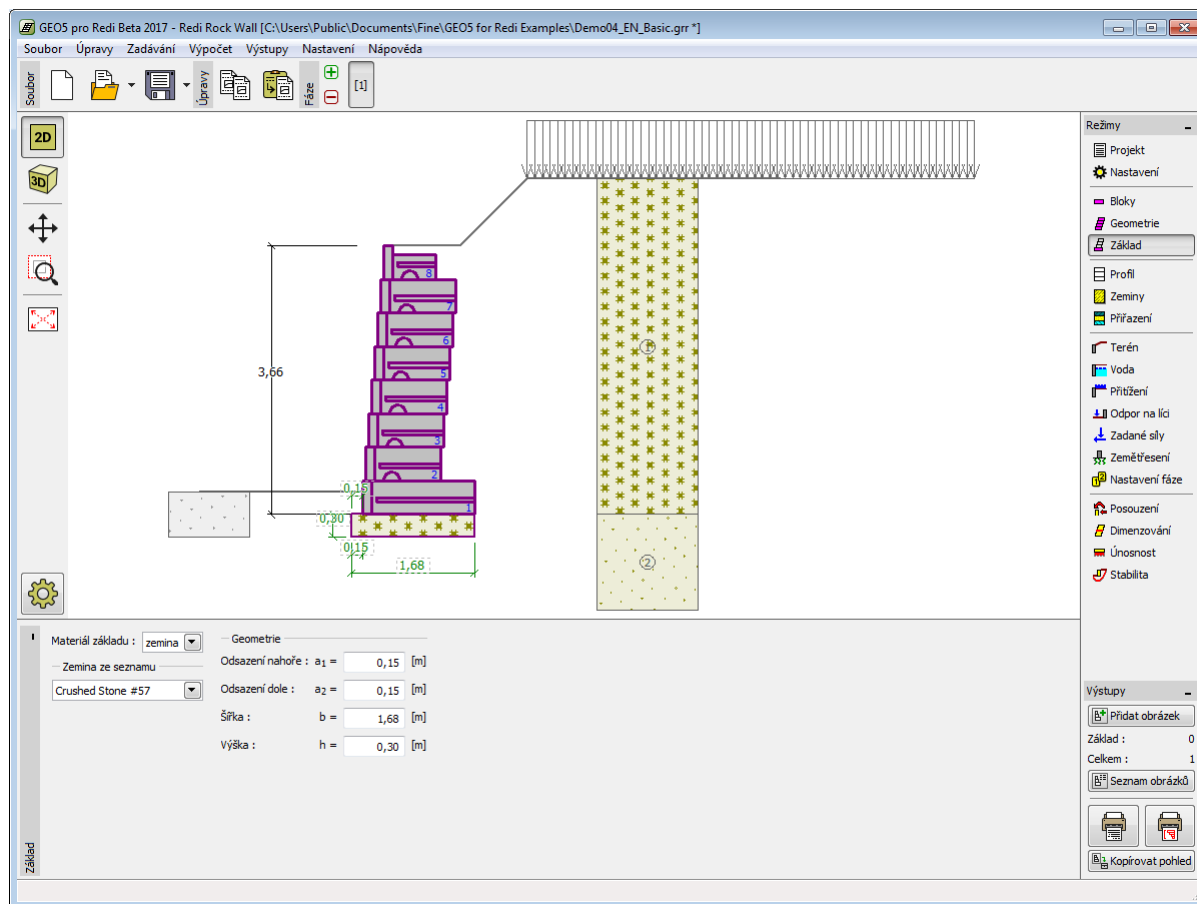 GEO5 pro Redi Beta 2017 - Redi Rock Wall [C:\Users\Public\Documents\Fine\GEO5 for Redi Examples\Demo04_EN_Basic.grr *]
Soubor Úpravy Zadávání Výpočet Výstupy Nastavení Nápověda
Soubor
Úpravy
Fáze
[1]
2D
3D
3,66
8
7
6
5
4
3
2
1
0,15
0,30
0,15
1,68
1
2
Režimy
Projekt
Nastavení
Bloky
Geometrie
Základ
Profil
Zeminy
Přiřazení
Terén
Voda
Přitížení
Odpor na líci
Zadané síly
Zemětřesení
Nastavení fáze
Posouzení
Dimenzování
Únosnost
Stabilita
Základ
Materiál základu : zemina
Zemina ze seznamu
Crushed Stone #57
Geometrie
Odsazení nahoře : a1 = 0,15 [m]
Odsazení dole : a2 = 0,15 [m]
Šířka : b = 1,68 [m]
Výška : h = 0,30 [m]
Výstupy
Přidat obrázek
Základ : 0
Celkem : 1
Seznam obrázků
Kopírovat pohled